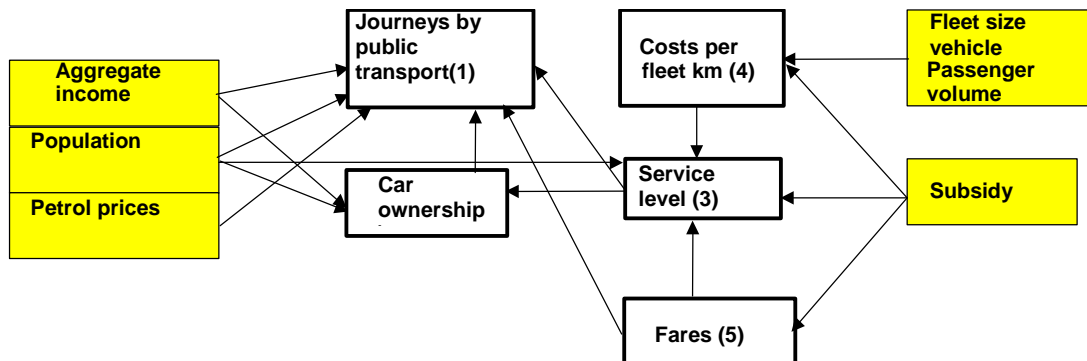 Journeys by
public
transport(1)
Costs per
fleet km (4)
Fleet size
vehicle
Passenger
volume
Aggregate
income
Population
Petrol prices
Car
ownership
Service
level (3)
Subsidy
Fares (5)